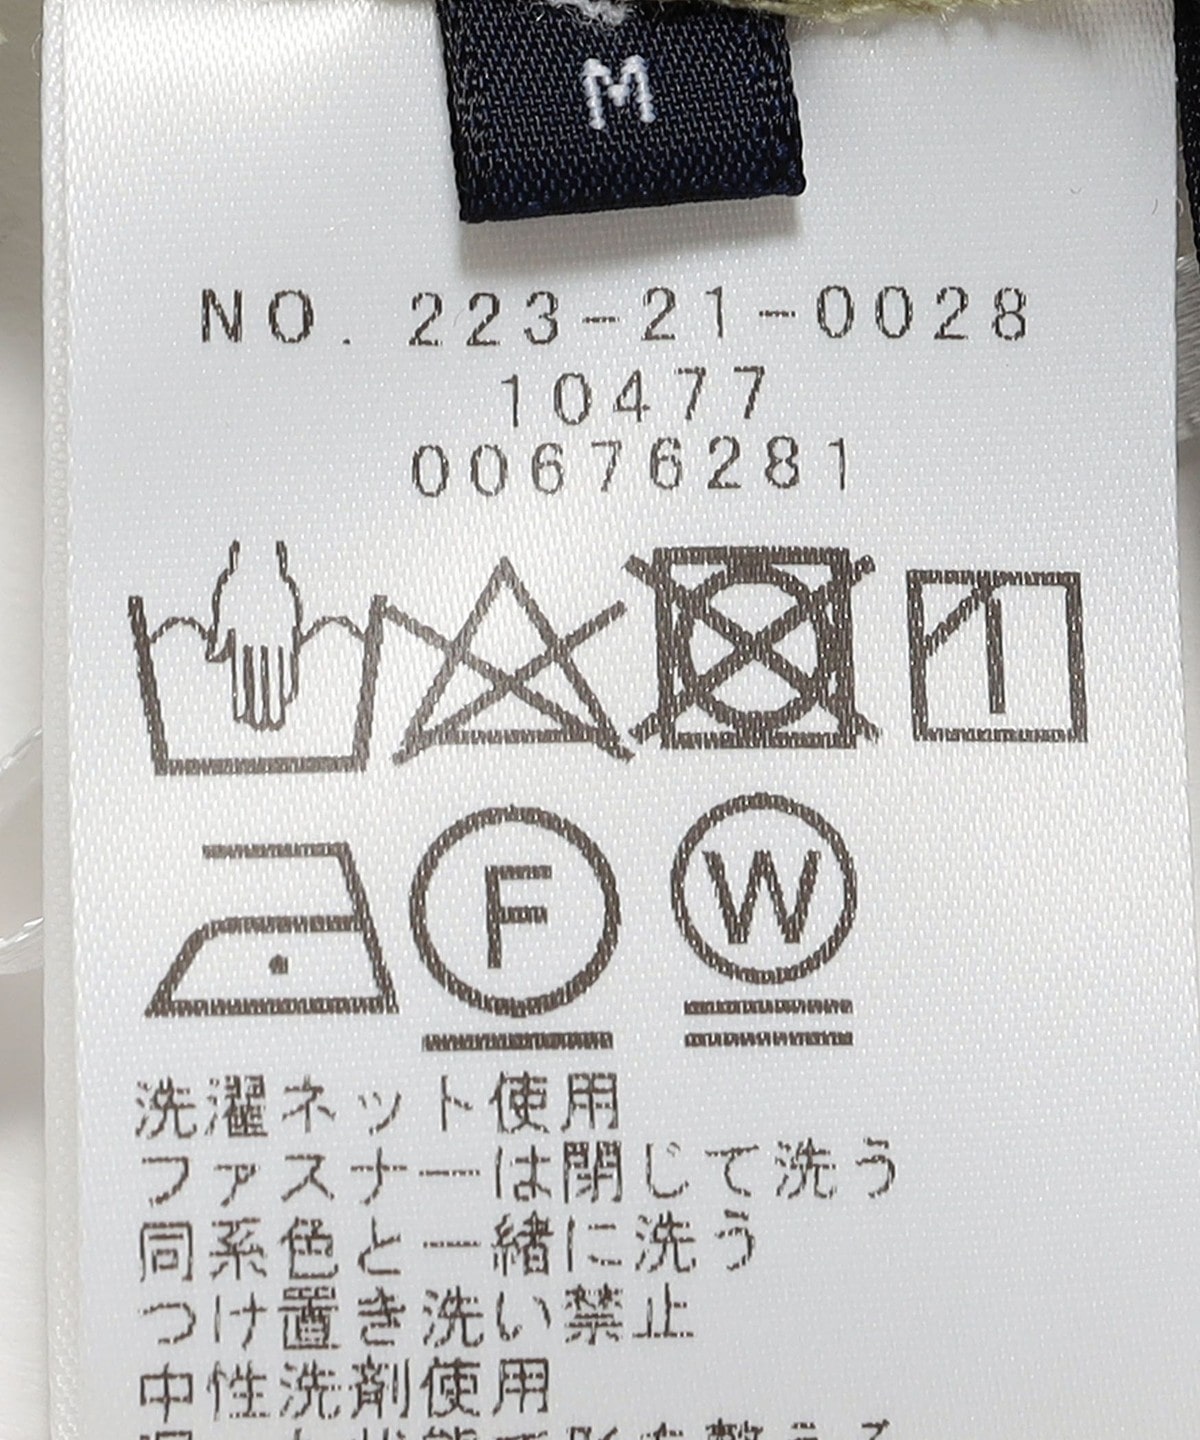 M
NO. 223-21-0028
10477
00676281
F
W
洗濯ネット使用
ファスナーは閉じて洗う
同系色と一緒に洗う
つけ置き洗い禁止
中性洗剤使用